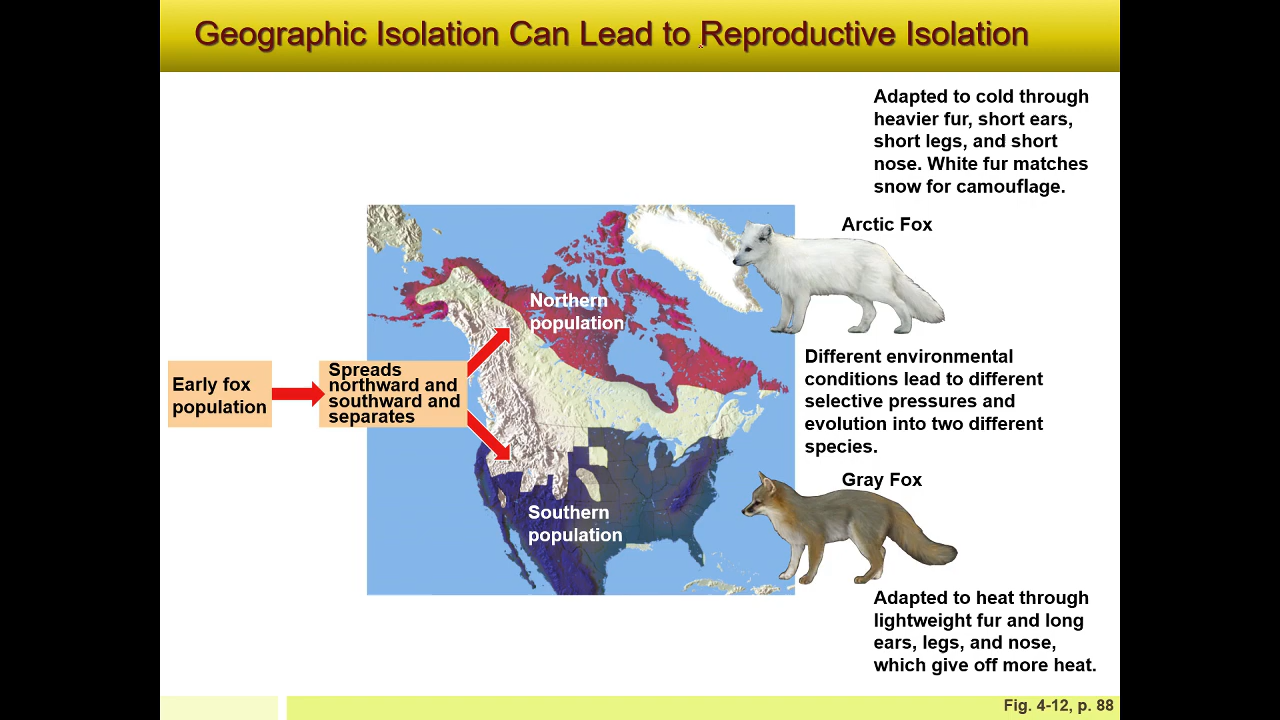 Geographic Isolation Can Lead to Reproductive Isolation
Adapted to cold through
heavier fur, short ears,
short legs, and short
nose. White fur matches
snow for camouflage.
Arctic Fox
Northern
population
Early fox
population
Spreads
northward and
southward and
separates
Different environmental
conditions lead to different
selective pressures and
evolution into two different
species.
Gray Fox
Southern
population
Adapted to heat through
lightweight fur and long
ears, legs, and nose,
which give off more heat.
Fig. 4-12, p. 88